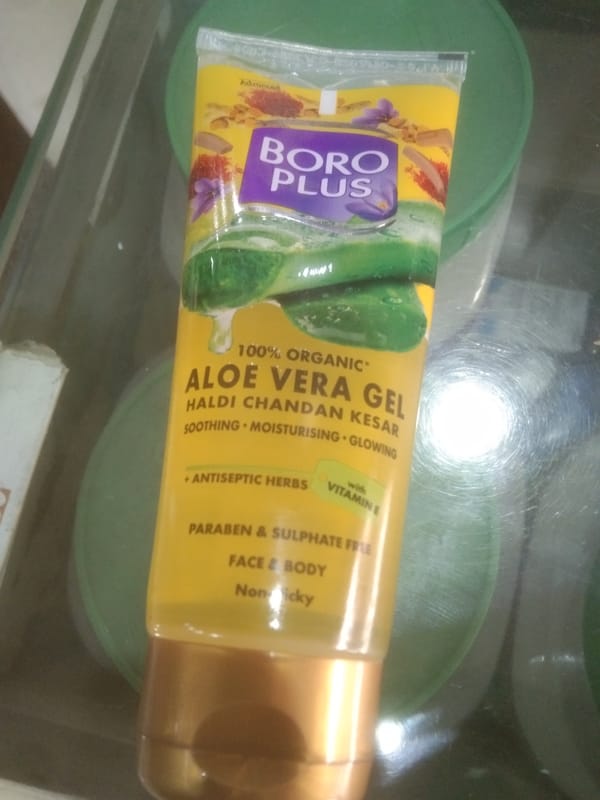 BORO
PLUS
100% ORGANIC*
ALOE VERA GEL
HALDI CHANDAN KESAR
SOOTHING • MOISTURISING • GLOWING
+ ANTISEPTIC HERBS
with
VITAMIN E
PARABEN & SULPHATE FREE
FACE & BODY